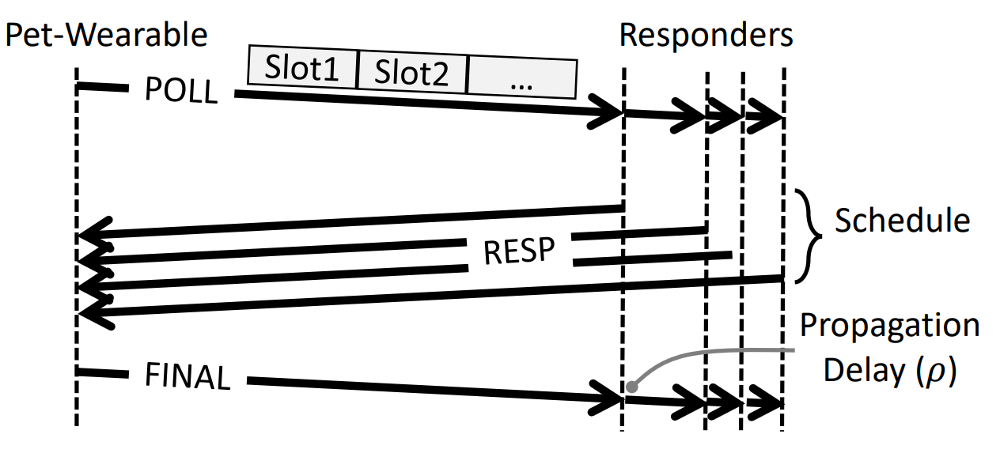 Pet-Wearable
Responders
Slot1 Slot2 ...
POLL
Schedule
RESP
Propagation
Delay (ρ)
FINAL